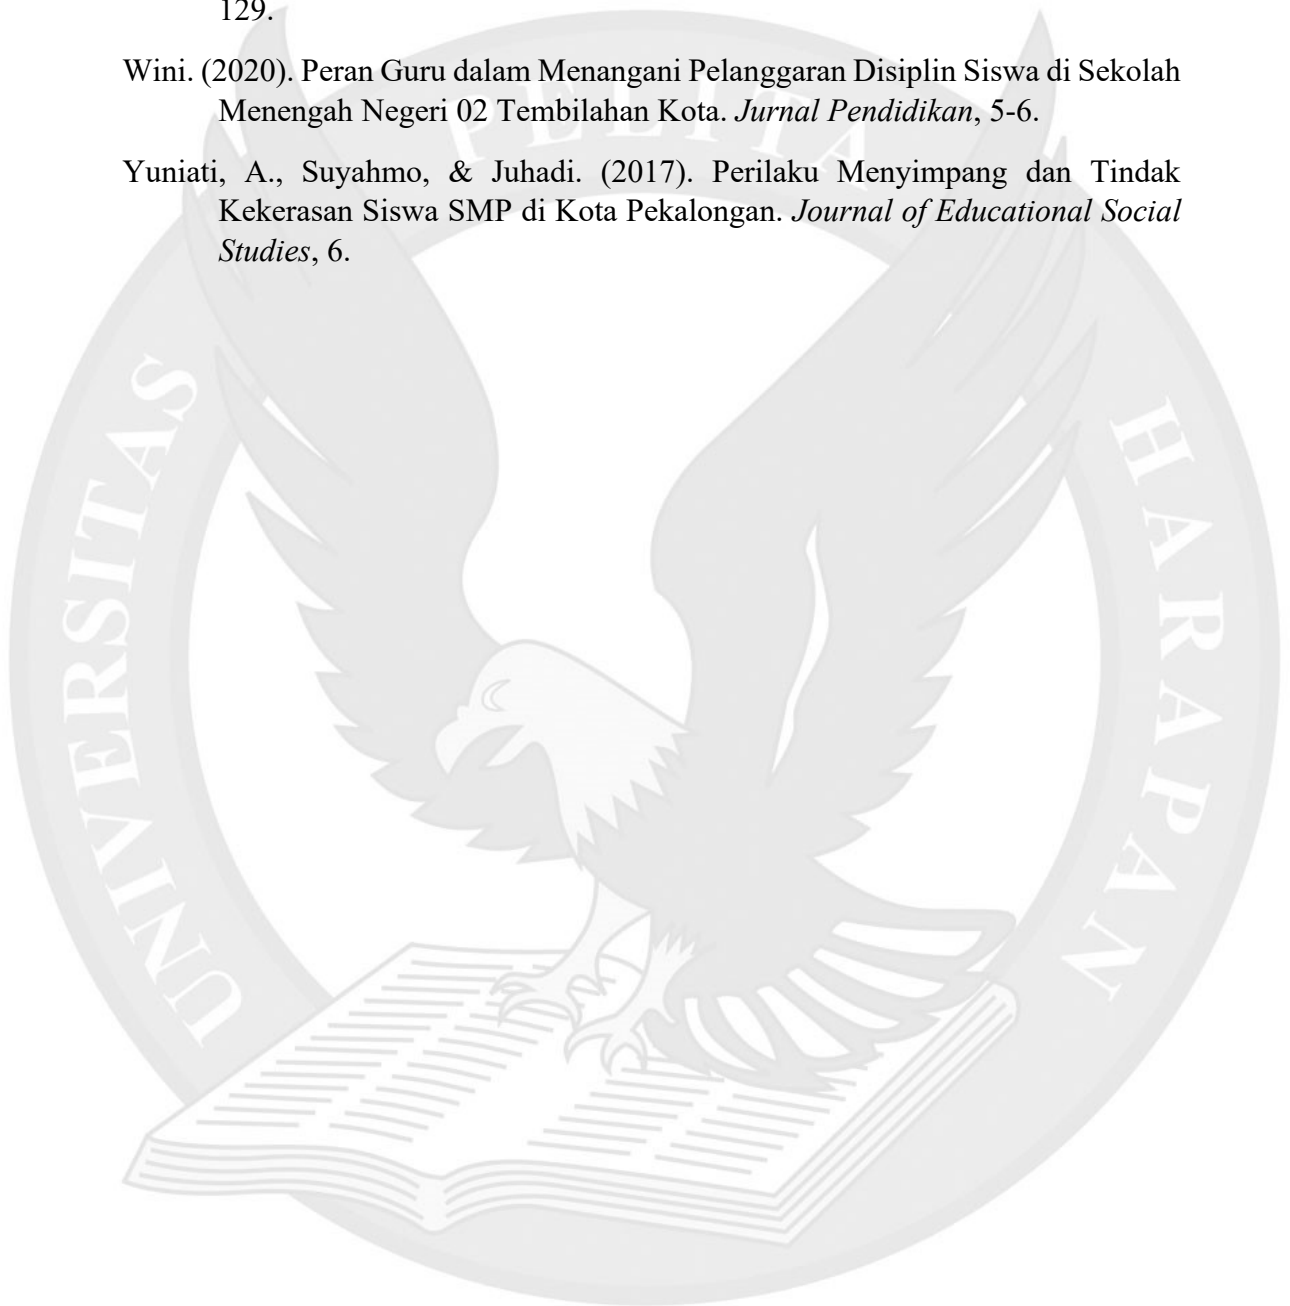 129.
Wini. (2020). Peran Guru dalam Menangani Pelanggaran Disiplin Siswa di Sekolah
Menengah Negeri 02 Tembilahan Kota. Jurnal Pendidikan, 5-6.
Yuniati, A., Suyahmo, & Juhadi. (2017). Perilaku Menyimpang dan Tindak
Kekerasan Siswa SMP di Kota Pekalongan. Journal of Educational Social
Studies, 6.
UNIVERSITAS
PELITA
HARAPAN